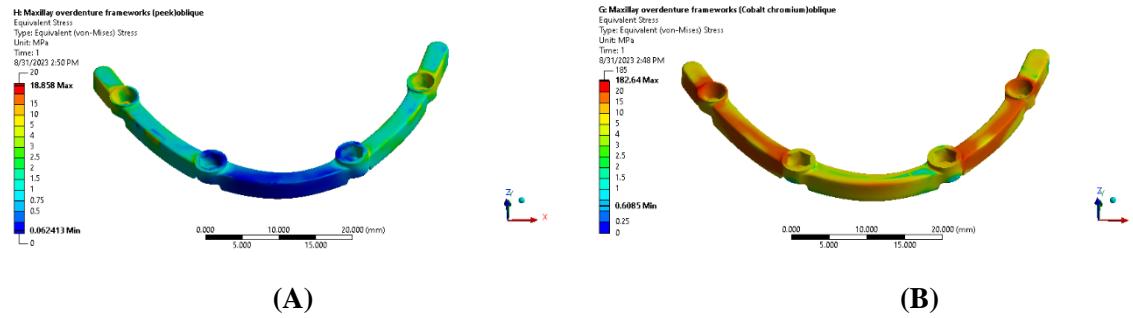 H: Maxillay overdenture frameworks (peek)oblique
Equivalent Stress
Type: Equivalent (von-Mises) Stress
Unit: MPa
Time: 1
8/31/2023 2:50 PM
20
18.858 Max
15
10
5
4
3
2.5
2
1.5
1
0.75
0.5
0.062413 Min
0
0.000 10.000 20.000 (mm)
5.000 15.000
Z
Y
X
(A)
G: Maxillay overdenture frameworks (Cobalt chromium)oblique
Equivalent Stress
Type: Equivalent (von-Mises) Stress
Unit: MPa
Time: 1
8/31/2023 2:48 PM
185
182.64 Max
20
15
10
5
4
3
2.5
2
1.5
1
0.6085 Min
0.25
0
0.000 10.000 20.000 (mm)
5.000 15.000
Z
Y
(B)